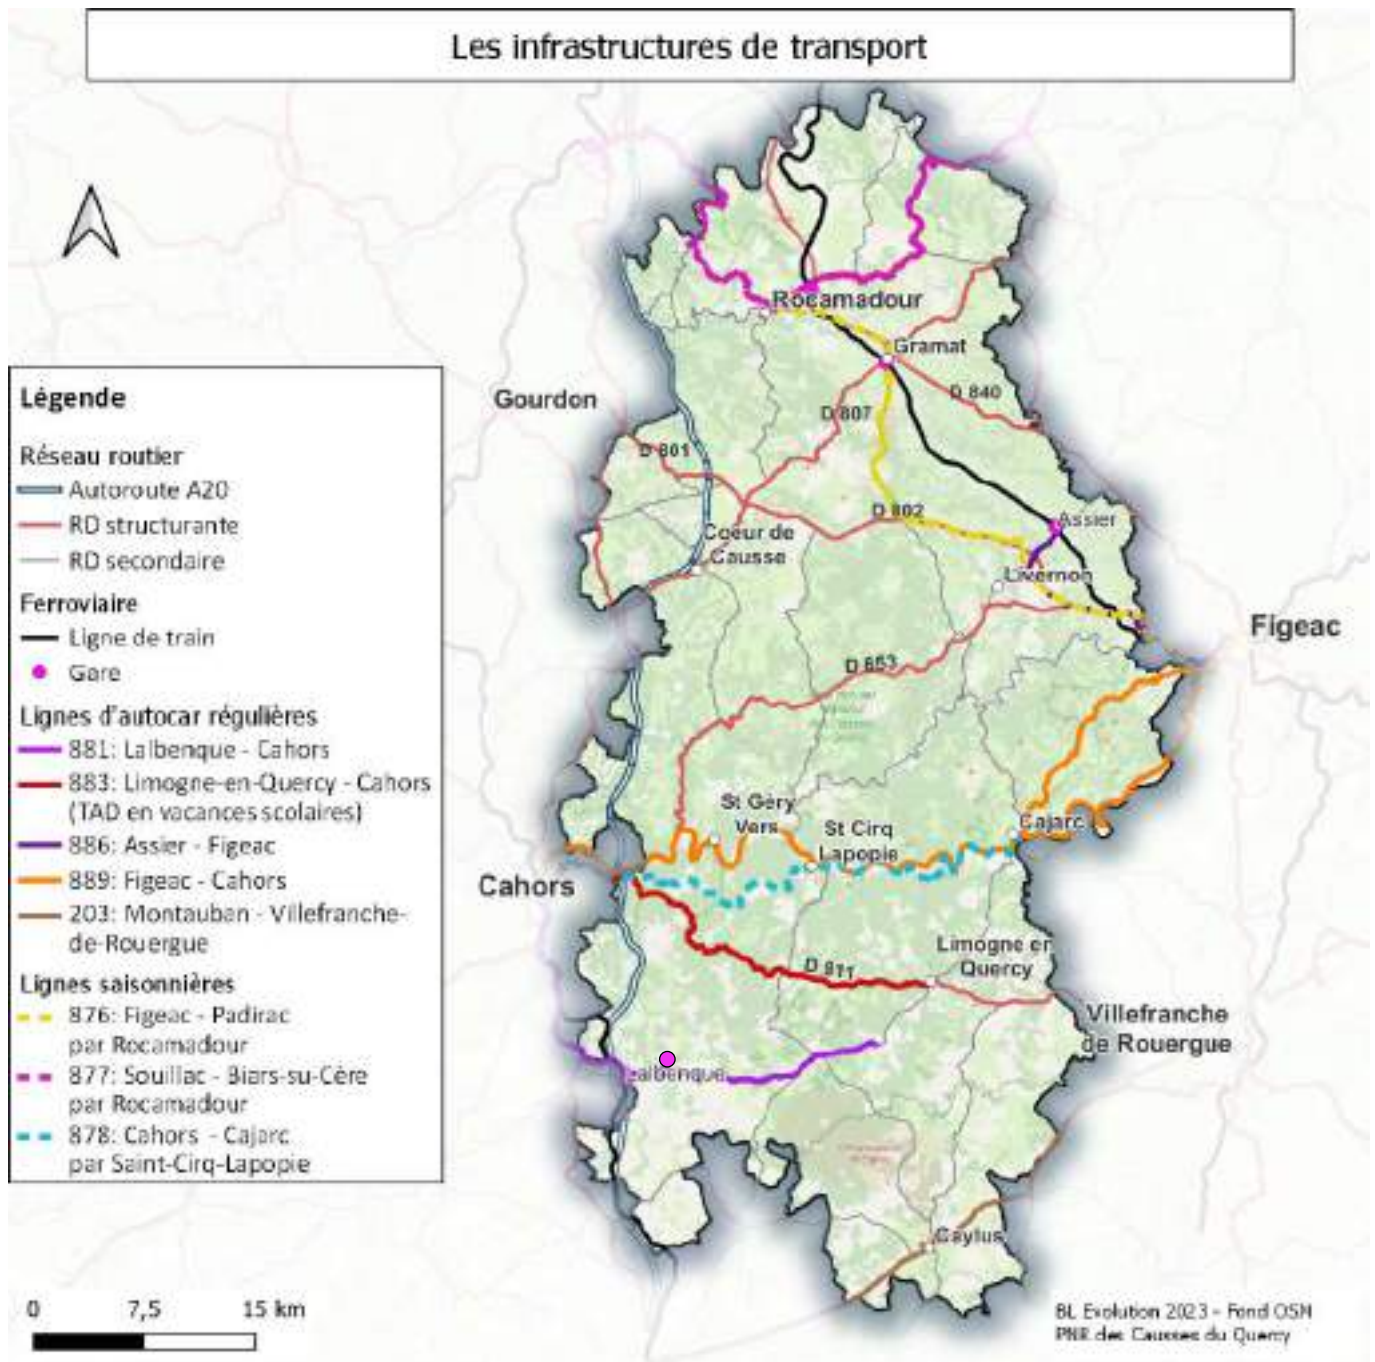 Les infrastructures de transport
Rocamadour
Gramat
Gourdon
D 840
D 807
D 801
D 802
Assier
Coeur de
Causse
Livernon
Figeac
D 653
St Géry
Vers
St Cirq
Lapopie
Cajarc
Cahors
Limogne en
Quercy
D 911
Villefranche
de Rouergue
Lalbenque
Caylus
Légende
Réseau routier
Autoroute A20
RD structurante
RD secondaire
Ferroviaire
Ligne de train
Gare
Lignes d'autocar régulières
881: Lalbenque - Cahors
883: Limogne-en-Quercy - Cahors
(TAD en vacances scolaires)
886: Assier - Figeac
889: Figeac - Cahors
203: Montauban - Villefranche-
de-Rouergue
Lignes saisonnières
876: Figeac - Padirac
par Rocamadour
877: Souillac - Biars-su-Cère
par Rocamadour
878: Cahors - Cajarc
par Saint-Cirq-Lapopie
0 7,5 15 km
BL Evolution 2023 - Fond OSM
PNR des Causses du Quercy